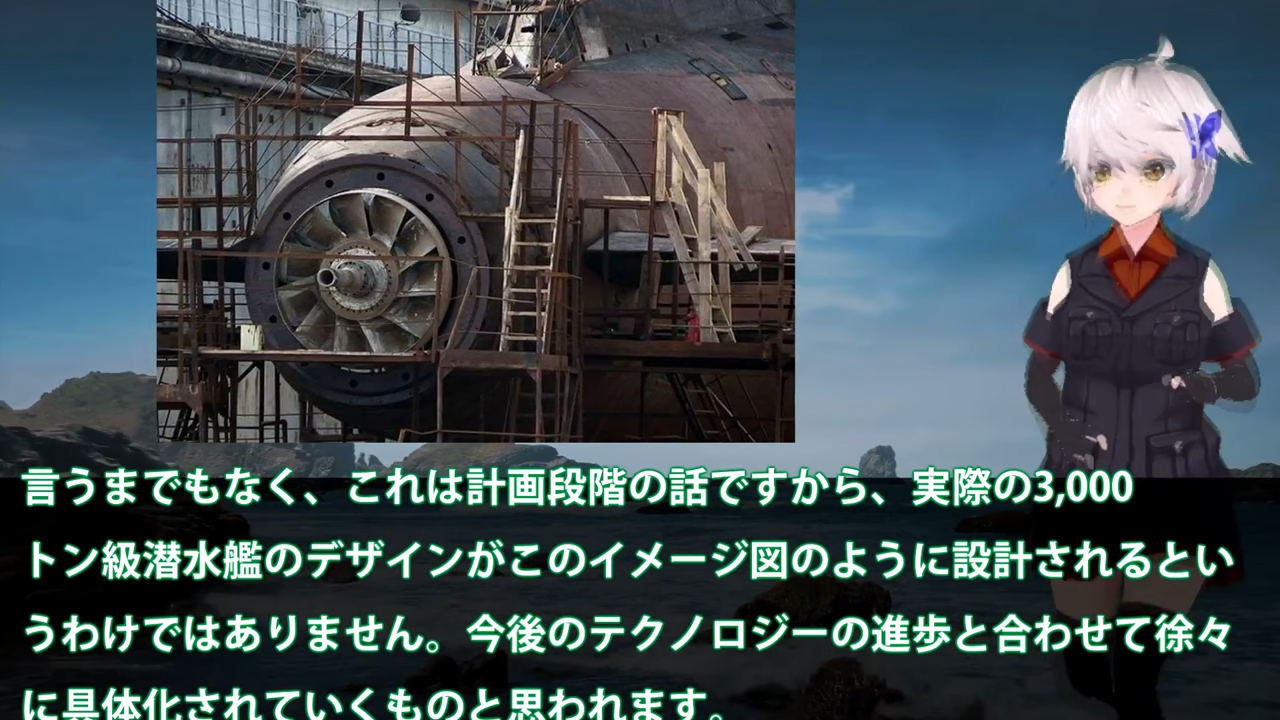 言うまでもなく、これは計画段階の話ですから、実際の3,000
トン級潜水艦のデザインがこのイメージ図のように設計されるとい
うわけではありません。今後のテクノロジーの進歩と合わせて徐々
に具体化されていくものと思われます。